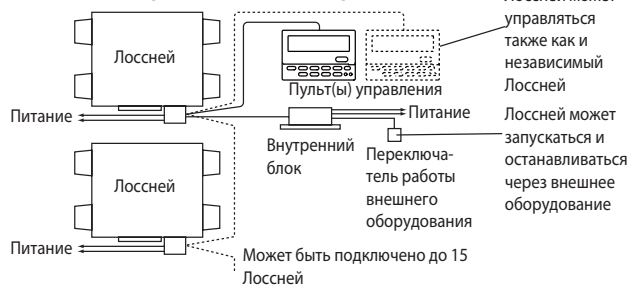 Лоссней может
управляться
также как и
независимый
Лоссней
Лоссней
Пульт(ы) управления
Питание
Питание
Внутренний
блок
Переключа-
тель работы
внешнего
оборудования
Лоссней может
запускаться и
останавливаться
через внешнее
оборудование
Лоссней
Питание
Может быть подключено до 15
Лоссней